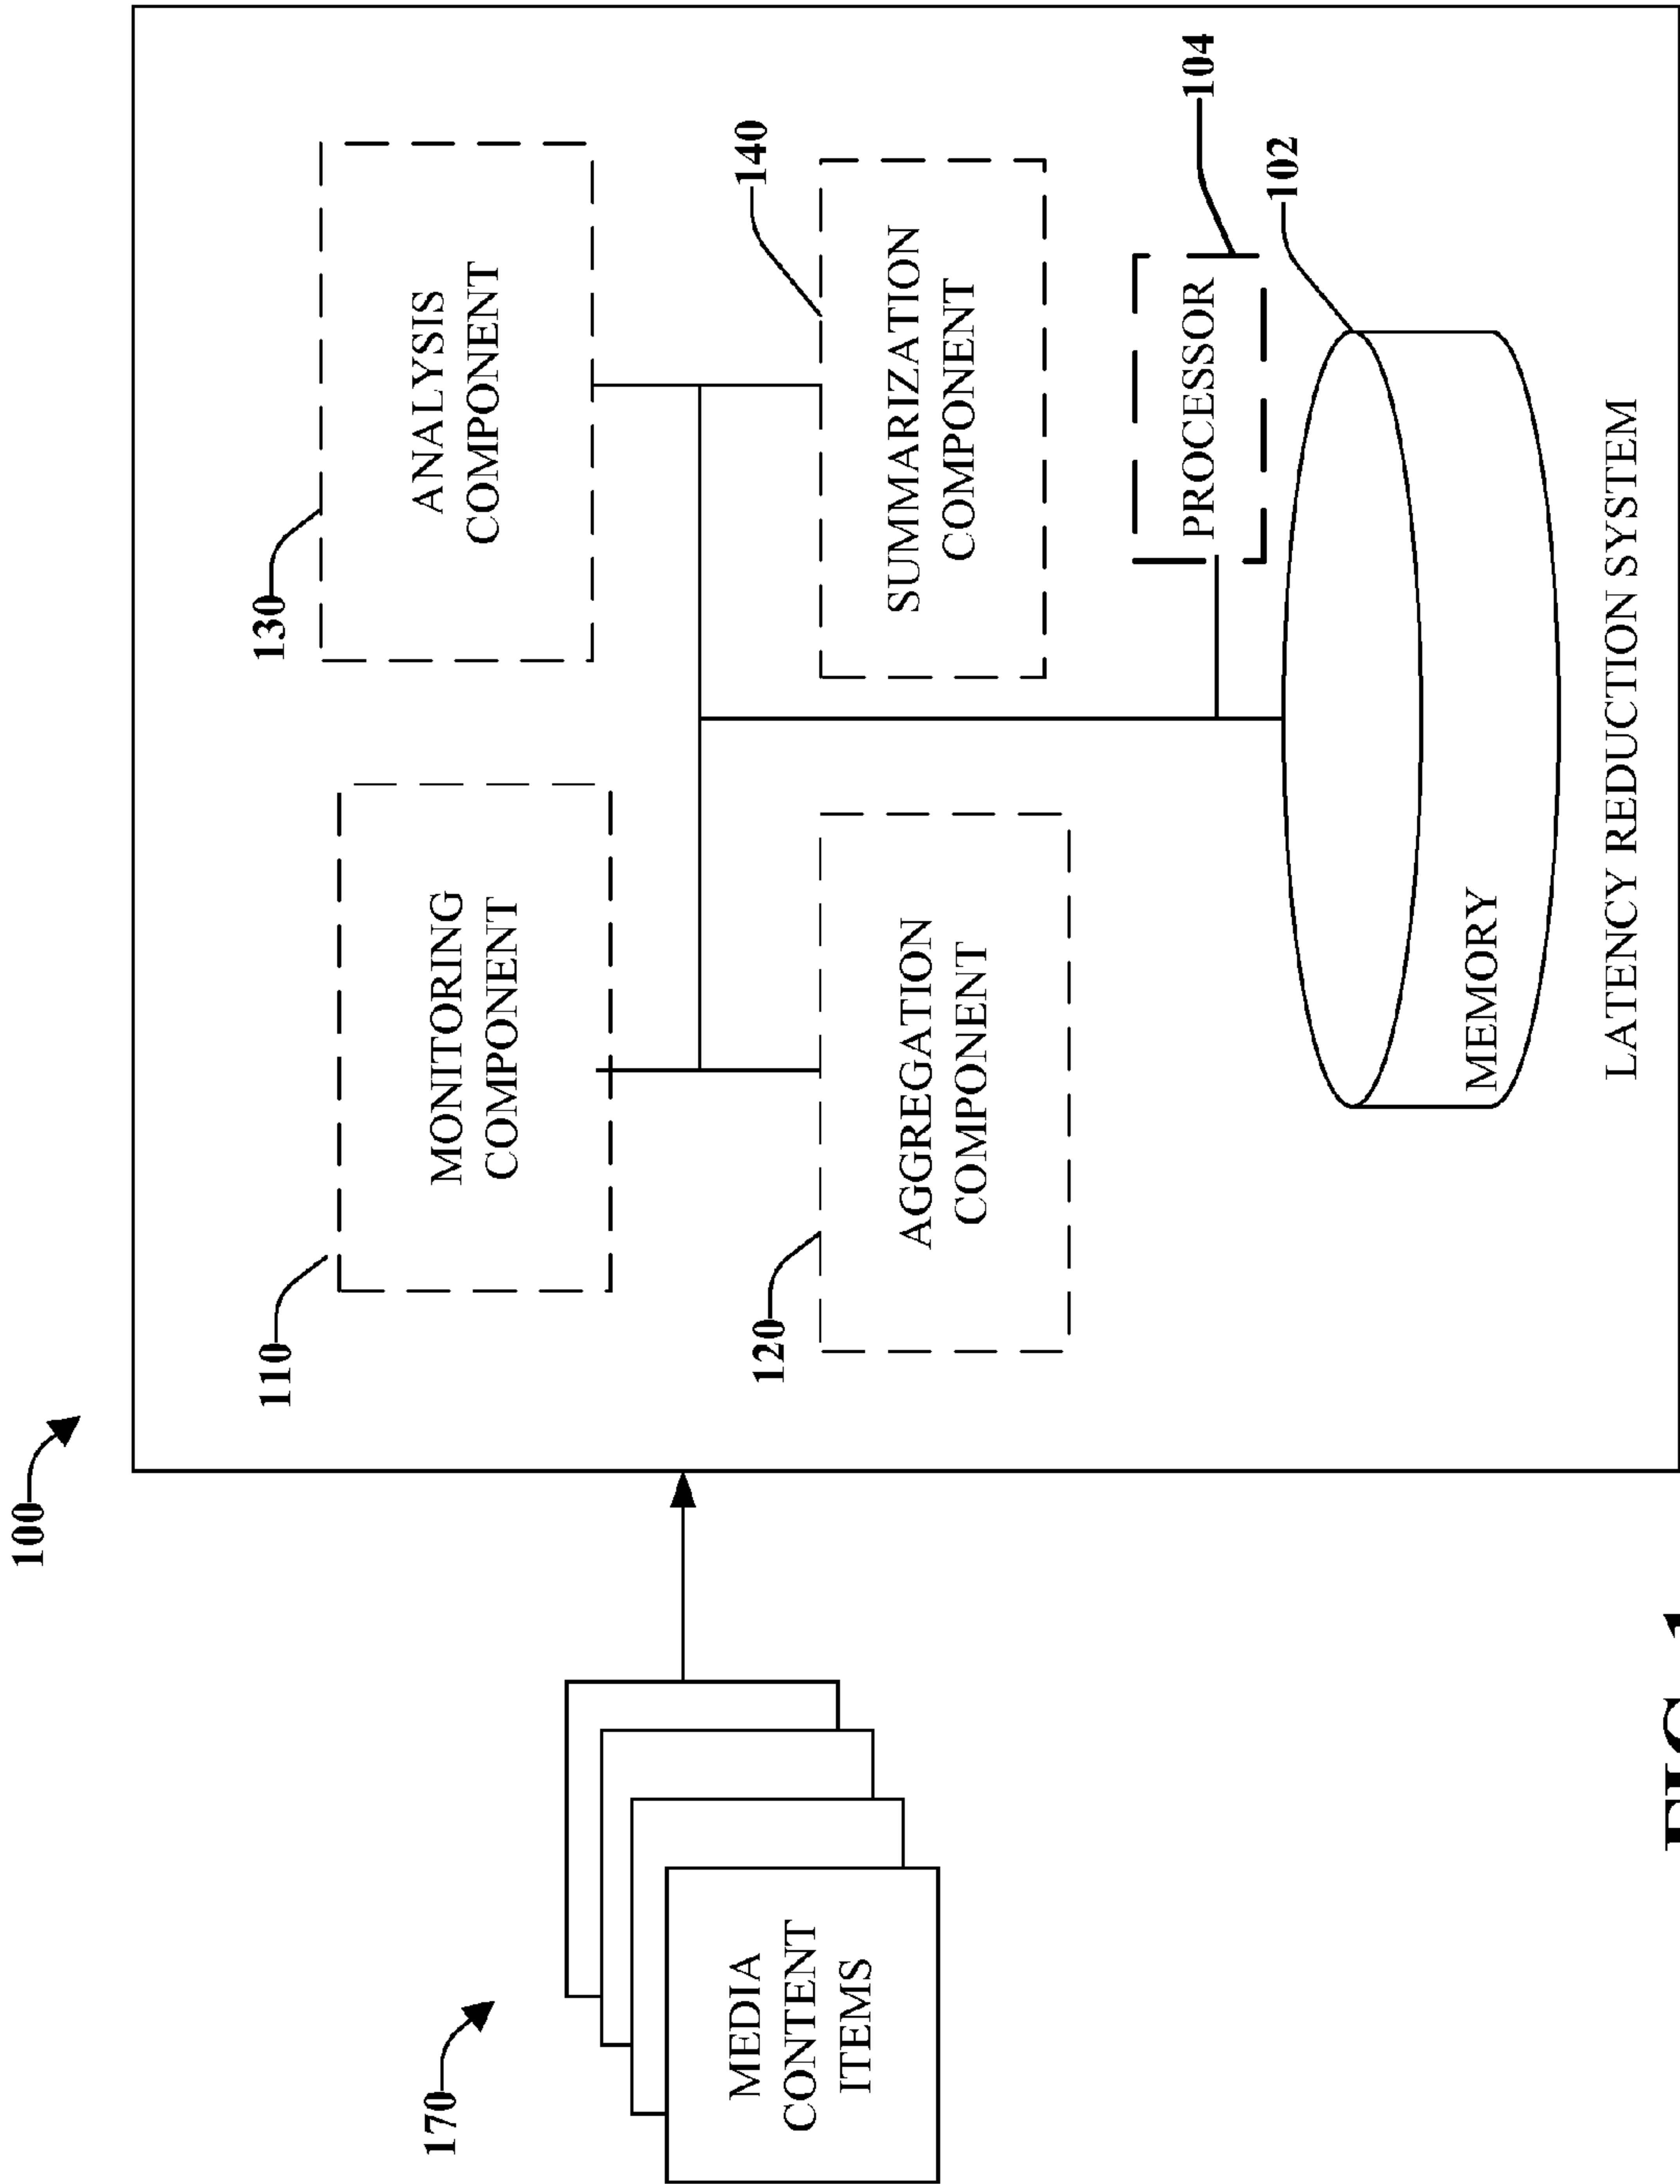 100
110
MONITORING
COMPONENT
130
ANALYSIS
COMPONENT
170
MEDIA
CONTENT
ITEMS
120
AGGREGATION
COMPONENT
140
SUMMARIZATION
COMPONENT
104
PROCESSOR
102
MEMORY
LATENCY REDUCTION SYSTEM